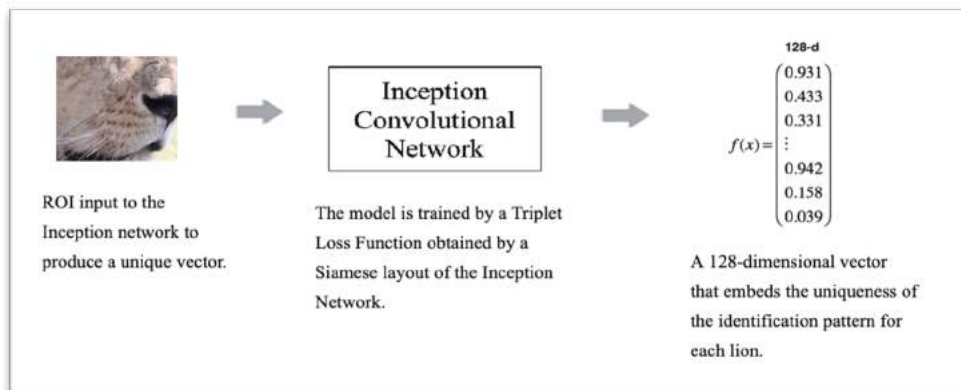 ROI input to the
Inception network to
produce a unique vector.
Inception
Convolutional
Network
The model is trained by a Triplet
Loss Function obtained by a
Siamese layout of the Inception
Network.
128-d
0.931
0.433
0.331
f(x)= ⋮
0.942
0.158
0.039
A 128-dimensional vector
that embeds the uniqueness of
the identification pattern for
each lion.